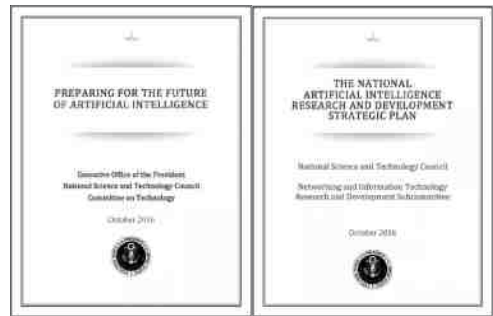 PREPARING FOR THE FUTURE
OF ARTIFICIAL INTELLIGENCE
Executive Office of the President
National Science and Technology Council
Committee on Technology
October 2016
THE NATIONAL
ARTIFICIAL INTELLIGENCE
RESEARCH AND DEVELOPMENT
STRATEGIC PLAN
National Science and Technology Council
Networking and Information Technology
Research and Development Subcommittee
October 2016